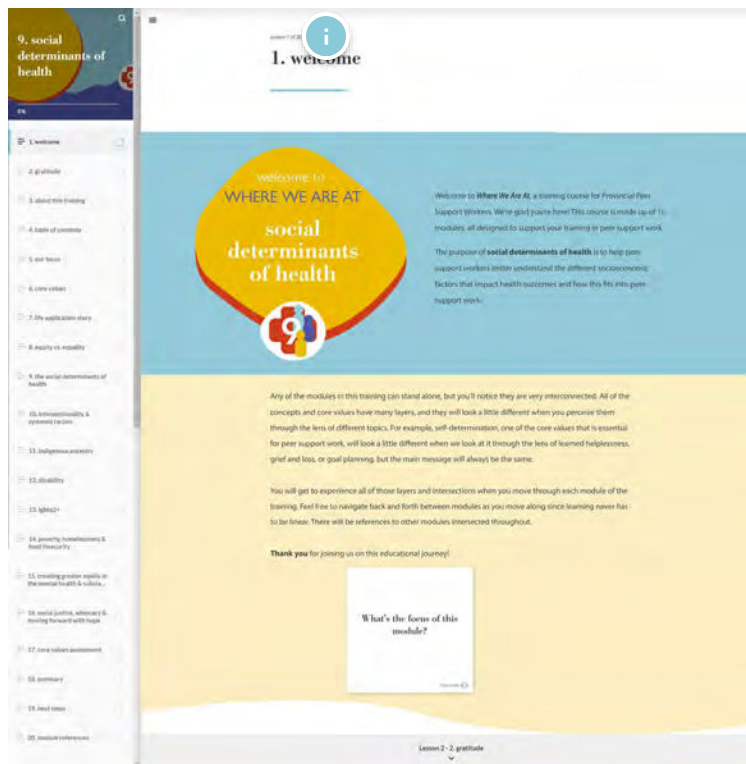 9. social
determinants of
health
0%
1. welcome
2. gratitude
3. about this training
4. table of contents
5. our focus
6. core values
7. life application story
8. equity vs. equality
9. the social determinants of
health
10. intersectionality &
systemic racism
11. indigenous ancestry
12. disability
13. lgbtq2+
14. poverty, homelessness &
food insecurity
15. creating greater equity in
the mental health & substa...
16. social justice, advocacy &
moving forward with hope
17. core values assessment
18. summary
19. next steps
20. module references
Lesson 1 of 20
i
1. welcome
welcome to
WHERE WE ARE AT
social
determinants
of health
9
Welcome to Where We Are At, a training course for Provincial Peer
Support Workers. We're glad you're here! This course is made up of
modules, all designed to support your training in peer support work.
The purpose of social determinants of health is to help peer
support workers better understand the different socioeconomic
factors that impact health outcomes and how this fits into peer
support work.
Any of the modules in this training can stand alone, but you'll notice they are very interconnected. All of the
concepts and core values have many layers, and they will look a little different when you perceive them
through the lens of different topics. For example, self-determination, one of the core values that is essential
for peer support work, will look a little different when we look at it through the lens of learned helplessness,
grief and loss, or goal planning, but the main message will always be the same.
You will get to experience all of those layers and intersections when you move through each module of the
training. Feel free to navigate back and forth between modules as you move along since learning never has
to be linear. There will be references to other modules intersected throughout.
Thank you for joining us on this educational journey!
What's the focus of this
module?
Lesson 2 - 2. gratitude